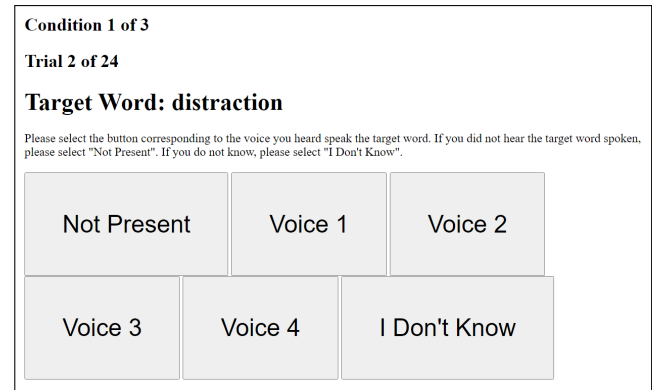 Condition 1 of 3
Trial 2 of 24
Target Word: distraction
Please select the button corresponding to the voice you heard speak the target word. If you did not hear the target word spoken,
please select "Not Present". If you do not know, please select "I Don't Know".
Not Present Voice 1 Voice 2
Voice 3 Voice 4 I Don't Know